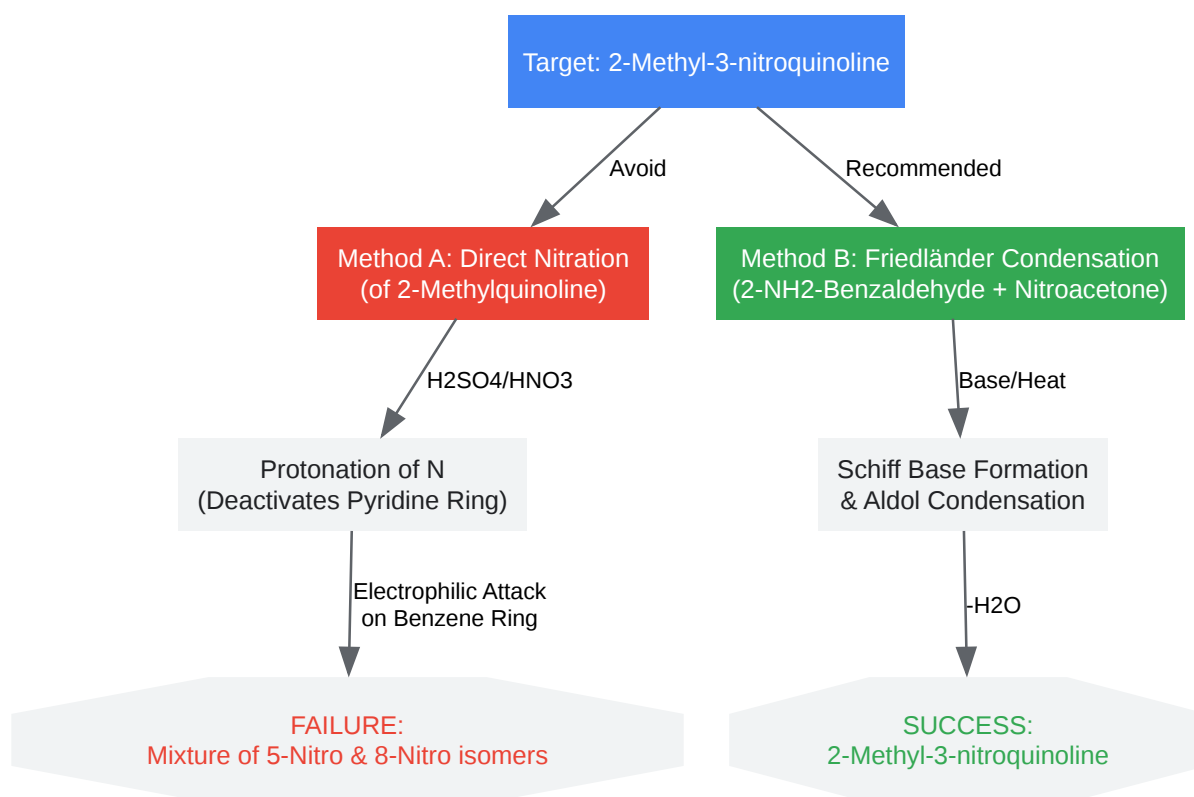 Target: 2-Methyl-3-nitroquinoline
Avoid
Recommended
Method A: Direct Nitration
(of 2-Methylquinoline)
Method B: Friedländer Condensation
(2-NH2-Benzaldehyde + Nitroacetone)
H2SO4/HNO3
Base/Heat
Protonation of N
(Deactivates Pyridine Ring)
Schiff Base Formation
& Aldol Condensation
Electrophilic Attack
on Benzene Ring
-H2O
FAILURE:
Mixture of 5-Nitro & 8-Nitro isomers
SUCCESS:
2-Methyl-3-nitroquinoline